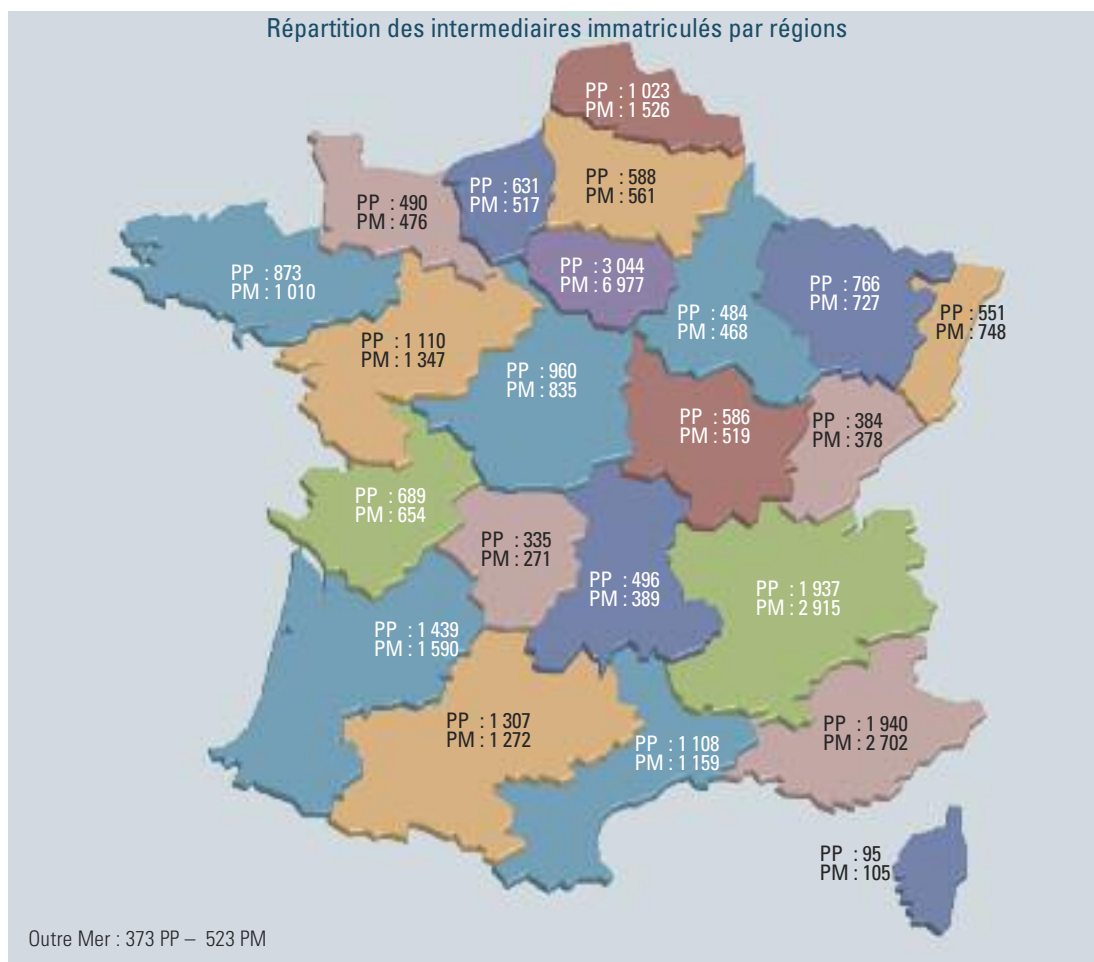 Répartition des intermediaires immatriculés par régions
PP : 1 023
PM : 1 526
PP : 588
PM : 561
PP : 631
PM : 517
PP : 490
PM : 476
PP : 873
PM : 1 010
PP : 3 044
PM : 6 977
PP : 766
PM : 727
PP : 551
PM : 748
PP : 484
PM : 468
PP : 1 110
PM : 1 347
PP : 960
PM : 835
PP : 586
PM : 519
PP : 384
PM : 378
PP : 689
PM : 654
PP : 335
PM : 271
PP : 496
PM : 389
PP : 1 937
PM : 2 915
PP : 1 439
PM : 1 590
PP : 1 307
PM : 1 272
PP : 1 108
PM : 1 159
PP : 1 940
PM : 2 702
PP : 95
PM : 105
Outre Mer : 373 PP – 523 PM